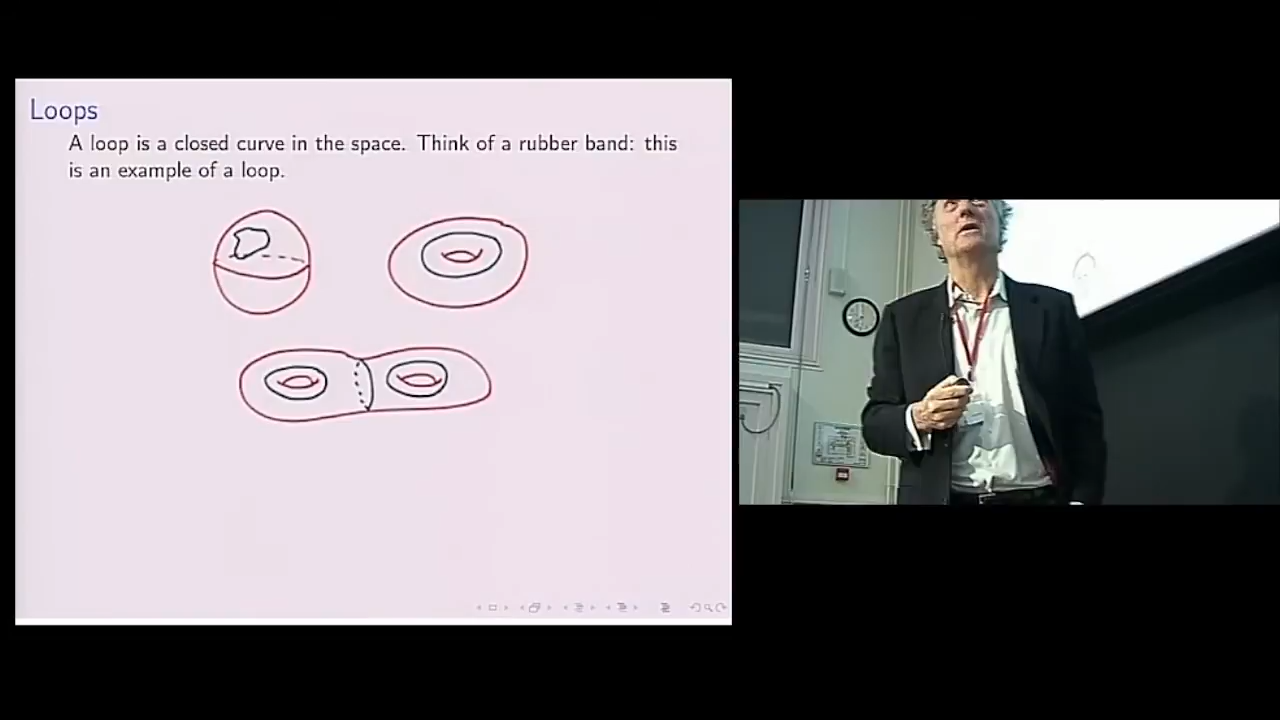 Loops
A loop is a closed curve in the space. Think of a rubber band: this
is an example of a loop.